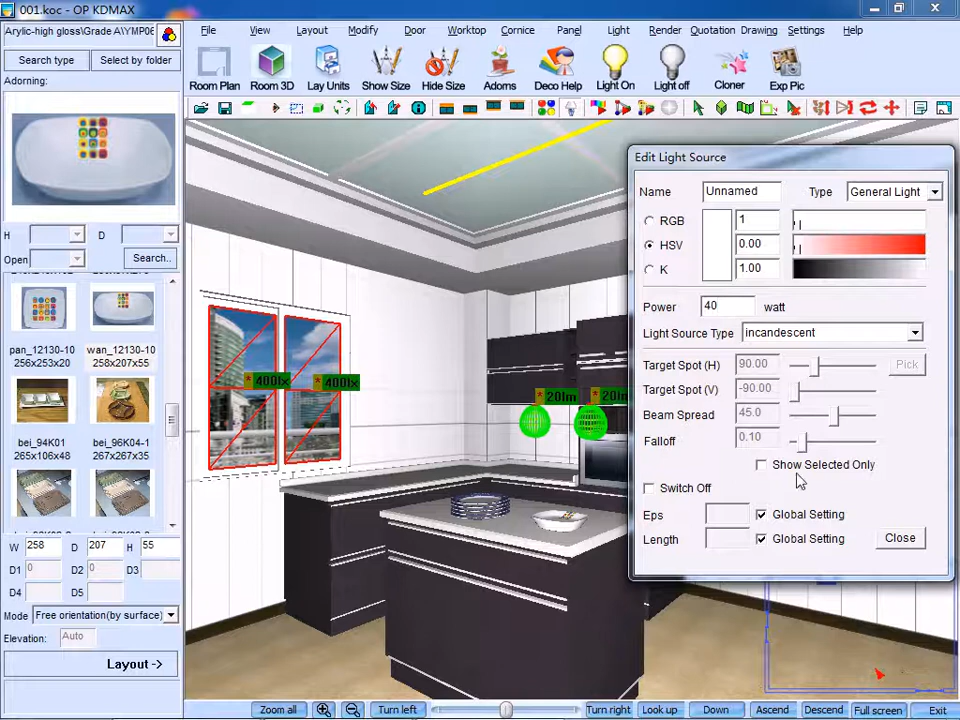 001.koc - OP KDMAX
Arylic-high gloss\Grade A\YMP06
File View Layout Modify Door Worktop Cornice Panel Light Render Quotation Drawing Settings Help
Search type Select by folder
Room Plan Room 3D Lay Units Show Size Hide Size Adorns Deco Help Light On Light off Cloner Exp Pic
Adorning:
H D
Open Search..
pan_12130-10 wan_12130-10
256x253x20 258x207x55
bei_94K01 bei_96K04-1
265x106x48 267x267x35
W 258 D 207 H 55
D1 0 D2 0 D3
D4 D5
Mode Free orientation(by surface)
Elevation: Auto
Layout ->
* 400lx * 400lx
* 20lm * 20lm
Edit Light Source
Name Unnamed Type General Light
RGB 1
HSV 0.00
K 1.00
Power 40 watt
Light Source Type incandescent
Target Spot (H) 90.00 Pick
Target Spot (V) -90.00
Beam Spread 45.0
Falloff 0.10
Show Selected Only
Switch Off
Eps Global Setting
Length Global Setting Close
Zoom all Turn left Turn right Look up Down Ascend Descend Full screen Exit